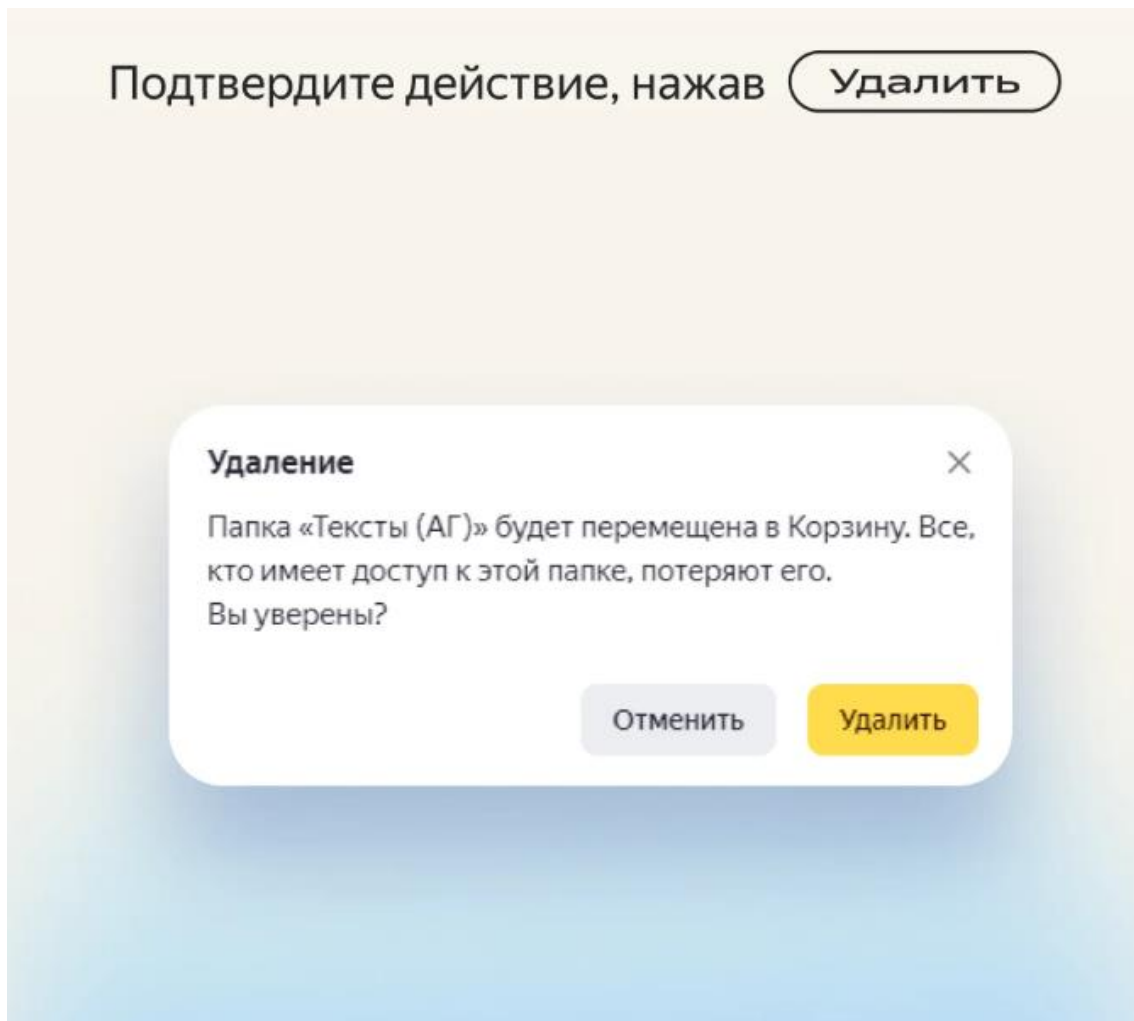 Подтвердите действие, нажав Удалить
Удаление
Папка «Тексты (АГ)» будет перемещена в Корзину. Все,
кто имеет доступ к этой папке, потеряют его.
Вы уверены?
Отменить Удалить